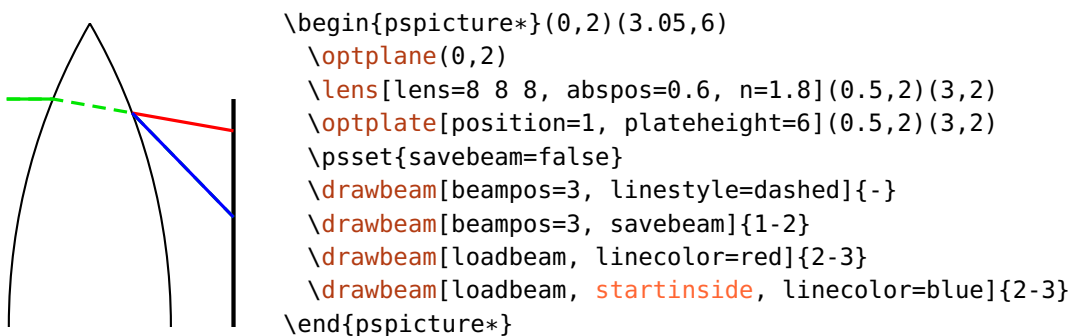 \begin{pspicture*}(0,2)(3.05,6)
\optplane(0,2)
\lens[lens=8 8 8, abspos=0.6, n=1.8](0.5,2)(3,2)
\optplate[position=1, plateheight=6](0.5,2)(3,2)
\psset{savebeam=false}
\drawbeam[beampos=3, linestyle=dashed]{-}
\drawbeam[beampos=3, savebeam]{1-2}
\drawbeam[loadbeam, linecolor=red]{2-3}
\drawbeam[loadbeam, startinside, linecolor=blue]{2-3}
\end{pspicture*}